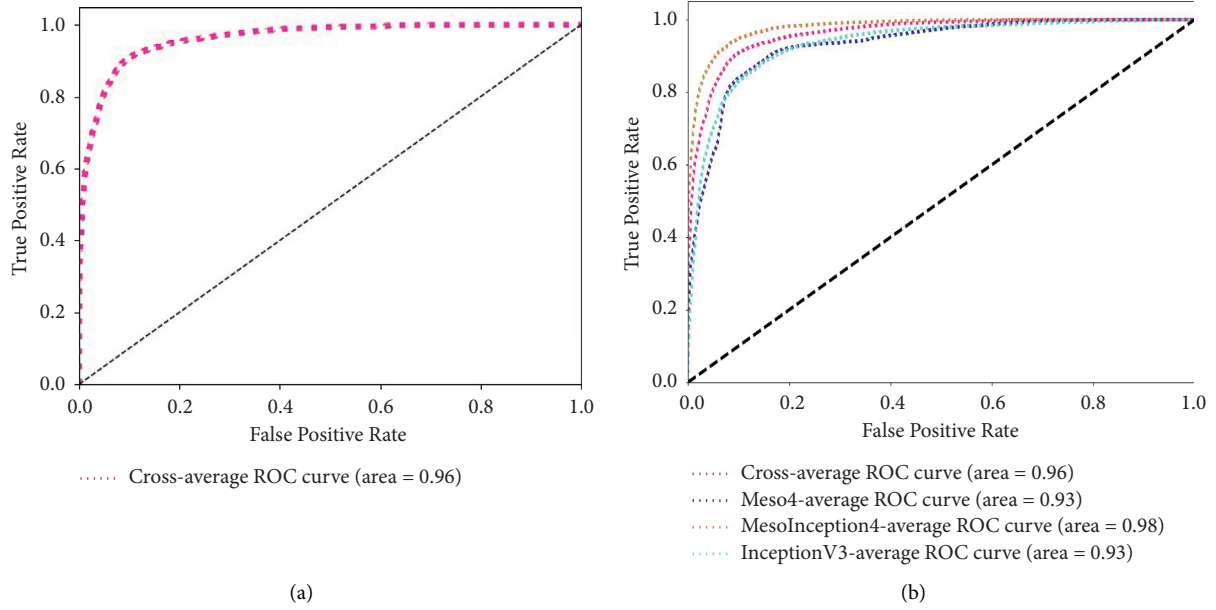 1.0
0.8
0.6
0.4
0.2
0.0
True Positive Rate
0.0 0.2 0.4 0.6 0.8 1.0
False Positive Rate
Cross-average ROC curve (area = 0.96)
(a)
1.0
0.8
0.6
0.4
0.2
0.0
True Positive Rate
0.0 0.2 0.4 0.6 0.8 1.0
False Positive Rate
Cross-average ROC curve (area = 0.96)
Meso4-average ROC curve (area = 0.93)
MesoInception4-average ROC curve (area = 0.98)
InceptionV3-average ROC curve (area = 0.93)
(b)